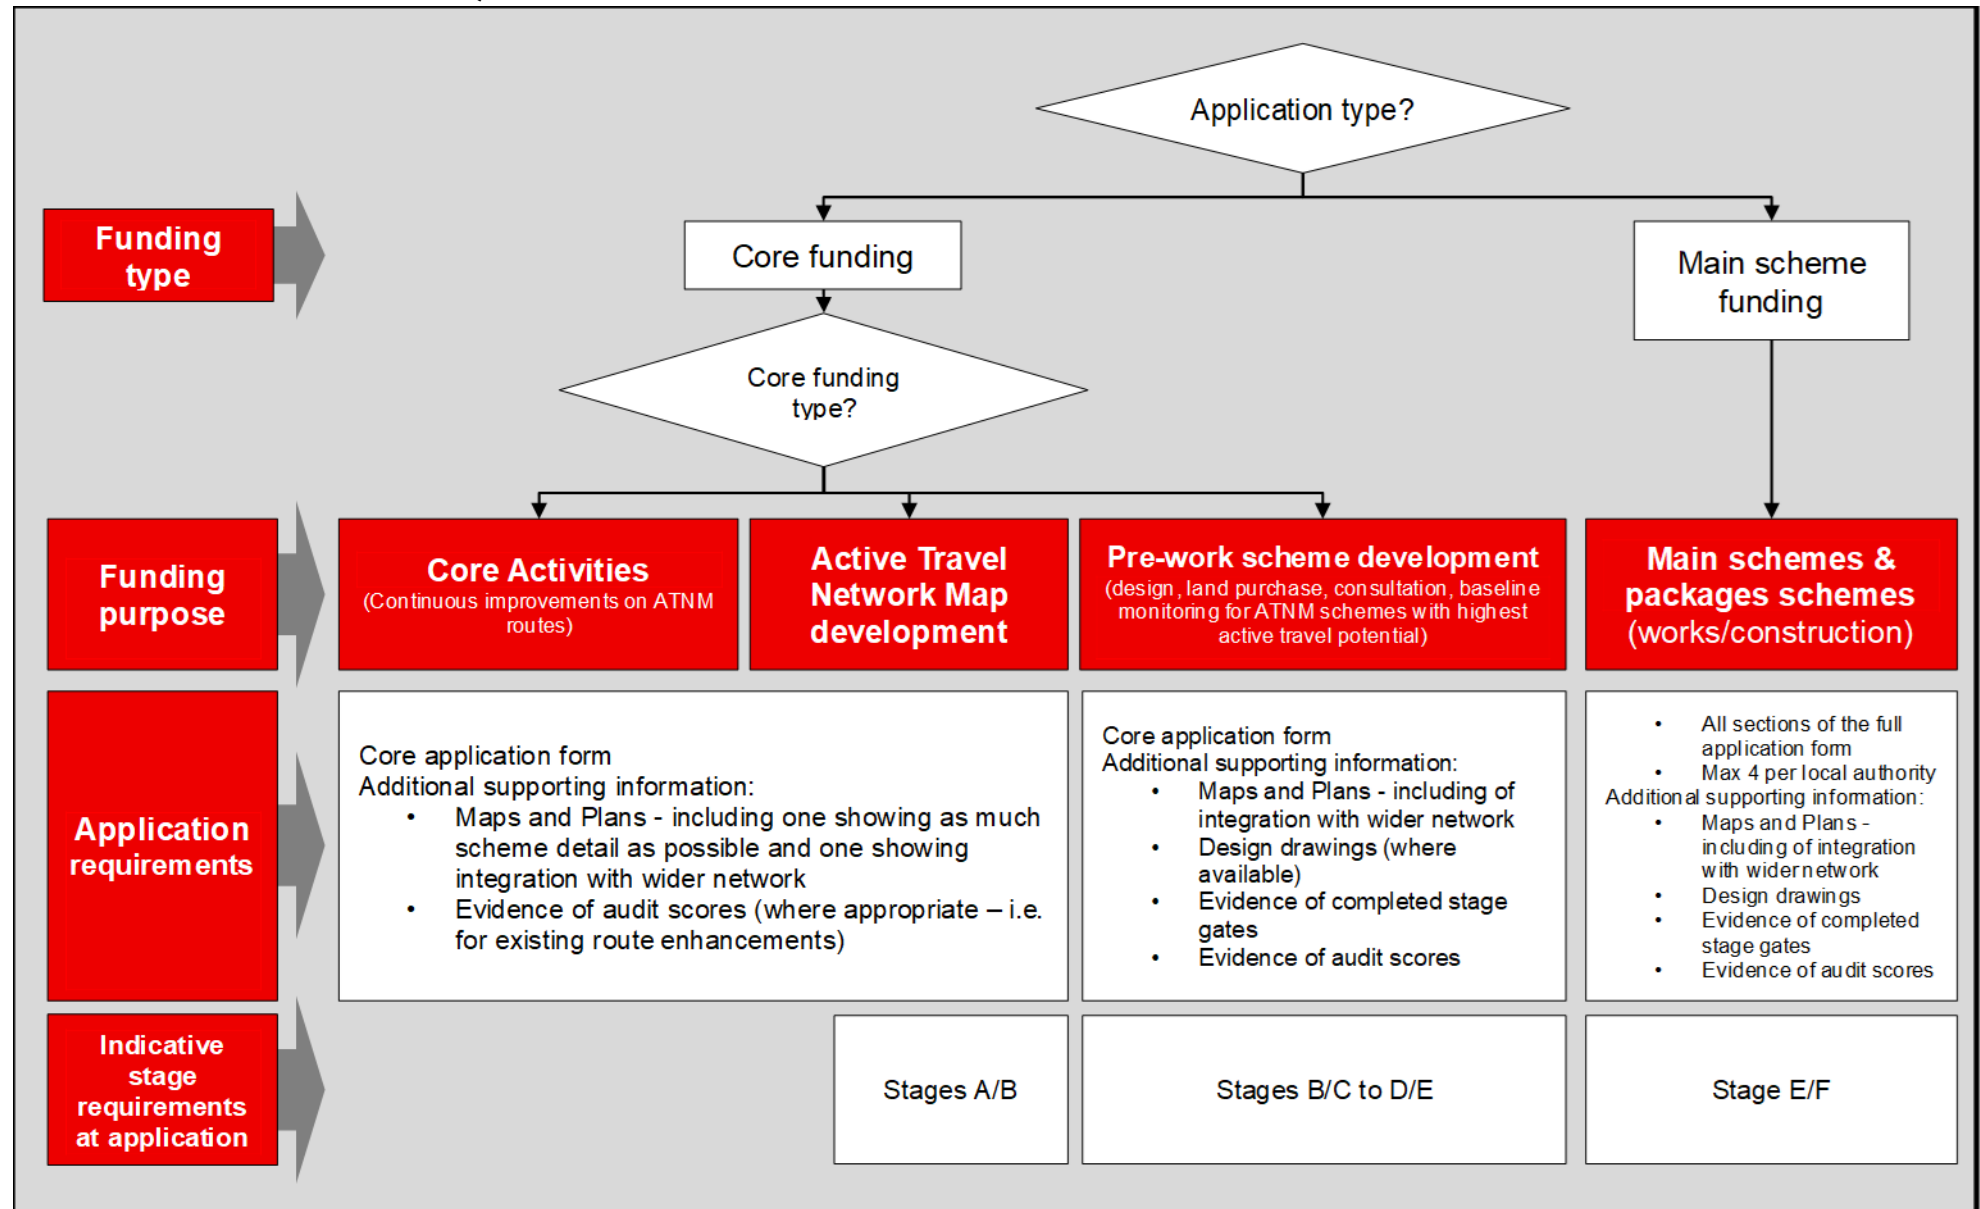 Application type?
Funding
type
Core funding
Main scheme
funding
Core funding
type?
Funding
purpose
Core Activities
(Continuous improvements on ATNM
routes)
Active Travel
Network Map
development
Pre-work scheme development
(design, land purchase, consultation, baseline
monitoring for ATNM schemes with highest
active travel potential)
Main schemes &
packages schemes
(works/construction)
Application
requirements
Core application form
Additional supporting information:
• Maps and Plans - including one showing as much
scheme detail as possible and one showing
integration with wider network
• Evidence of audit scores (where appropriate – i.e.
for existing route enhancements)
Core application form
Additional supporting information:
• Maps and Plans - including of
integration with wider network
• Design drawings (where
available)
• Evidence of completed stage
gates
• Evidence of audit scores
• All sections of the full
application form
• Max 4 per local authority
Additional supporting information:
• Maps and Plans -
including of integration
with wider network
• Design drawings
• Evidence of completed
stage gates
• Evidence of audit scores
Indicative
stage
requirements
at application
Stages A/B
Stages B/C to D/E
Stage E/F